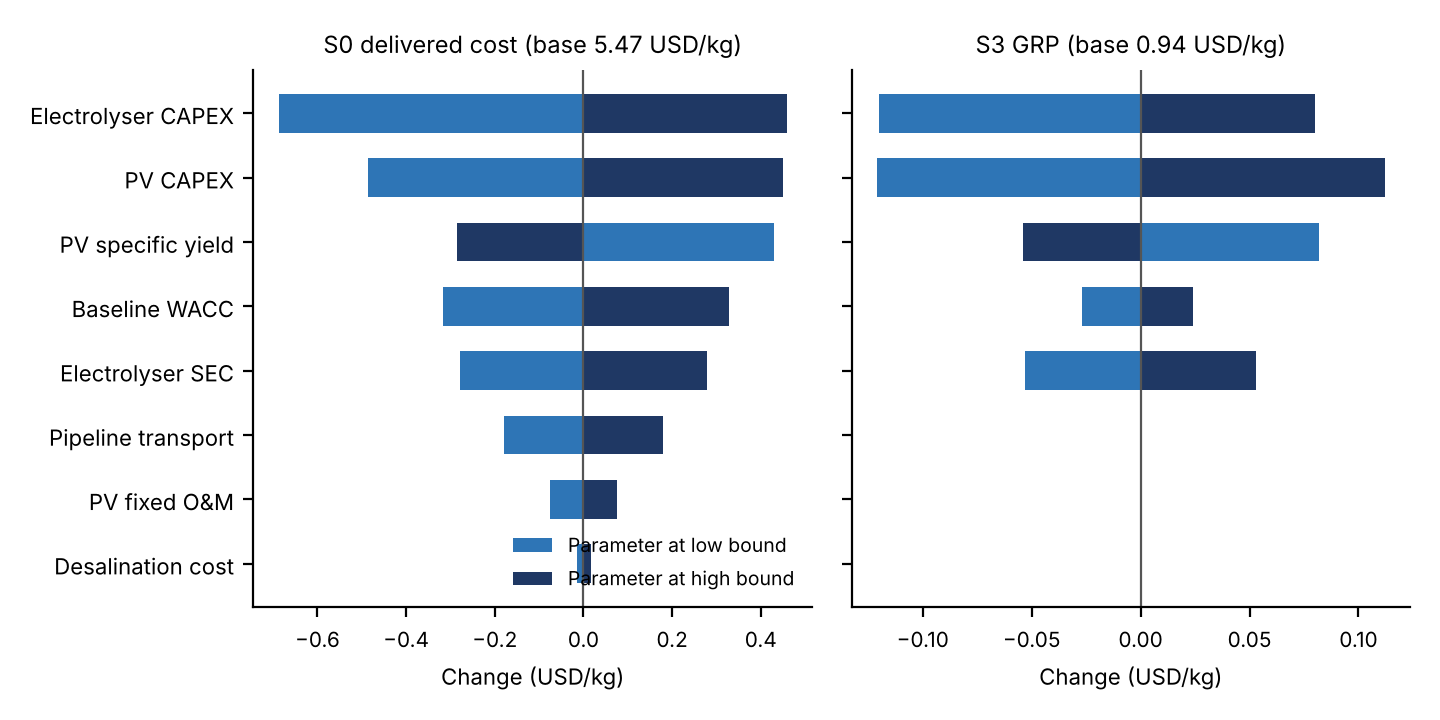 S0 delivered cost (base 5.47 USD/kg)
S3 GRP (base 0.94 USD/kg)
Electrolyser CAPEX
PV CAPEX
PV specific yield
Baseline WACC
Electrolyser SEC
Pipeline transport
PV fixed O&M
Desalination cost
Parameter at low bound
Parameter at high bound
−0.6 −0.4 −0.2 0.0 0.2 0.4
−0.10 −0.05 0.00 0.05 0.10
Change (USD/kg)
Change (USD/kg)